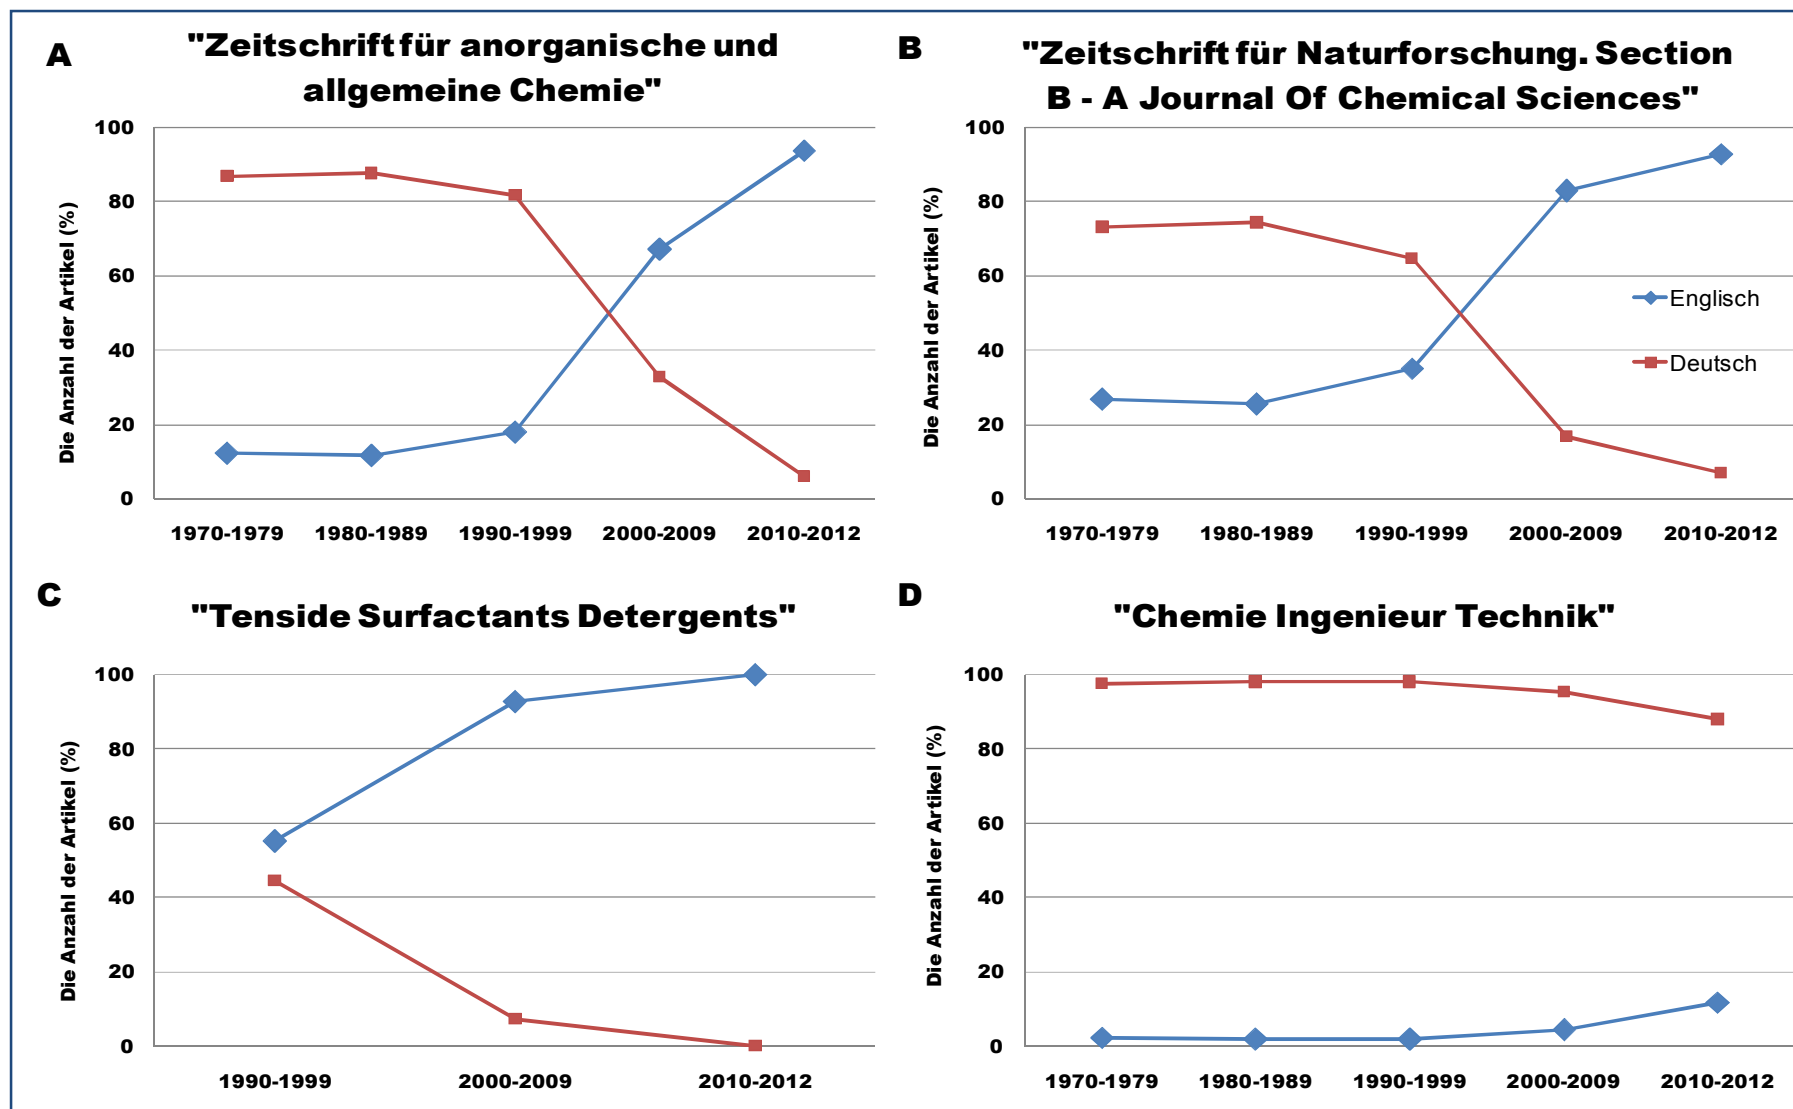 A
"Zeitschrift für anorganische und
allgemeine Chemie"
Die Anzahl der Artikel (%)
100
80
60
40
20
0
1970-1979 1980-1989 1990-1999 2000-2009 2010-2012
B
"Zeitschrift für Naturforschung. Section
B - A Journal Of Chemical Sciences"
Die Anzahl der Artikel (%)
100
80
60
40
20
0
1970-1979 1980-1989 1990-1999 2000-2009 2010-2012
Englisch
Deutsch
C
"Tenside Surfactants Detergents"
Die Anzahl der Artikel (%)
100
80
60
40
20
0
1990-1999 2000-2009 2010-2012
D
"Chemie Ingenieur Technik"
Die Anzahl der Artikel (%)
100
80
60
40
20
0
1970-1979 1980-1989 1990-1999 2000-2009 2010-2012